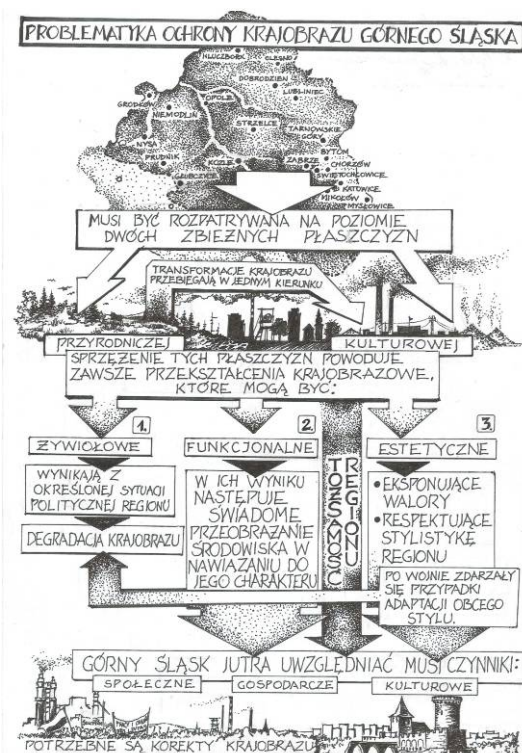 PROBLEMATYKA OCHRONY KRAJOBRAZU GÓRNEGO ŚLĄSKA
KLUCZBORK
OLESNO
DOBRODZIEŃ
LUBLINIEC
GRODKÓW
OPOLE
NIEMODLIN
STRZELCE
TARNOWSKIE
GÓRY
NYSA
BYTOM
PRUDNIK
KOŹLE
ZABRZE
CHORZÓW
GŁUBCZYCE
ŚWIĘTOCHŁOWICE
KATOWICE
MIKOŁÓW
MYSŁOWICE
MUSI BYĆ ROZPATRYWANA NA POZIOMIE
DWÓCH ZBIEŻNYCH PŁASZCZYZN
TRANSFORMACJE KRAJOBRAZU
PRZEBIEGAJĄ W JEDNYM KIERUNKU
PRZYRODNICZEJ
KULTUROWEJ
SPRZĘŻENIE TYCH PŁASZCZYZN POWODUJE
ZAWSZE PRZEKSZTAŁCENIA KRAJOBRAZOWE,
KTÓRE MOGĄ BYĆ:
1.
ŻYWIOŁOWE
WYNIKAJĄ Z
OKREŚLONEJ SYTUACJI
POLITYCZNEJ REGIONU
DEGRADACJA KRAJOBRAZU
2.
FUNKCJONALNE
W ICH WYNIKU
NASTĘPUJE
ŚWIADOME
PRZEOBRAŻANIE
ŚRODOWISKA W
NAWIĄZANIU DO
JEGO CHARAKTERU
TOŻSAMOŚĆ
REGIONU
3.
ESTETYCZNE
• EKSPONUJĄCE
WALORY
• RESPEKTUJĄCE
STYLISTYKĘ
REGIONU
PO WOJNIE ZDARZAŁY
SIĘ PRZYPADKI
ADAPTACJI OBCEGO
STYLU.
GÓRNY ŚLĄSK JUTRA UWZGLĘDNIAĆ MUSI CZYNNIKI:
SPOŁECZNE
GOSPODARCZE
KULTUROWE
POTRZEBNE SĄ KOREKTY KRAJOBRAZU